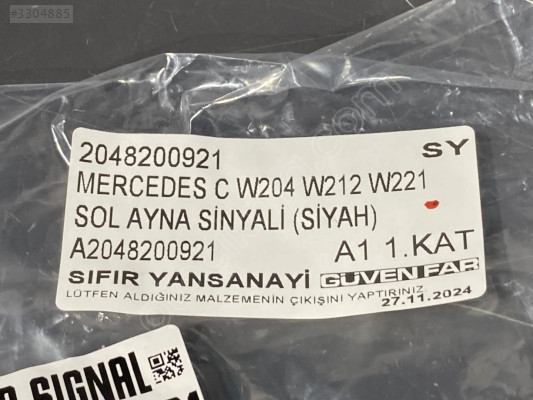 #3304885
2048200921 SY
MERCEDES C W204 W212 W221
SOL AYNA SİNYALİ (SİYAH)
A2048200921 A1 1.KAT
SIFIR YANSANAYİ GÜVEN FAR
LÜTFEN ALDIĞINIZ MALZEMENİN ÇIKIŞINI YAPTIRINIZ.
27.11.2024
SIGNAL